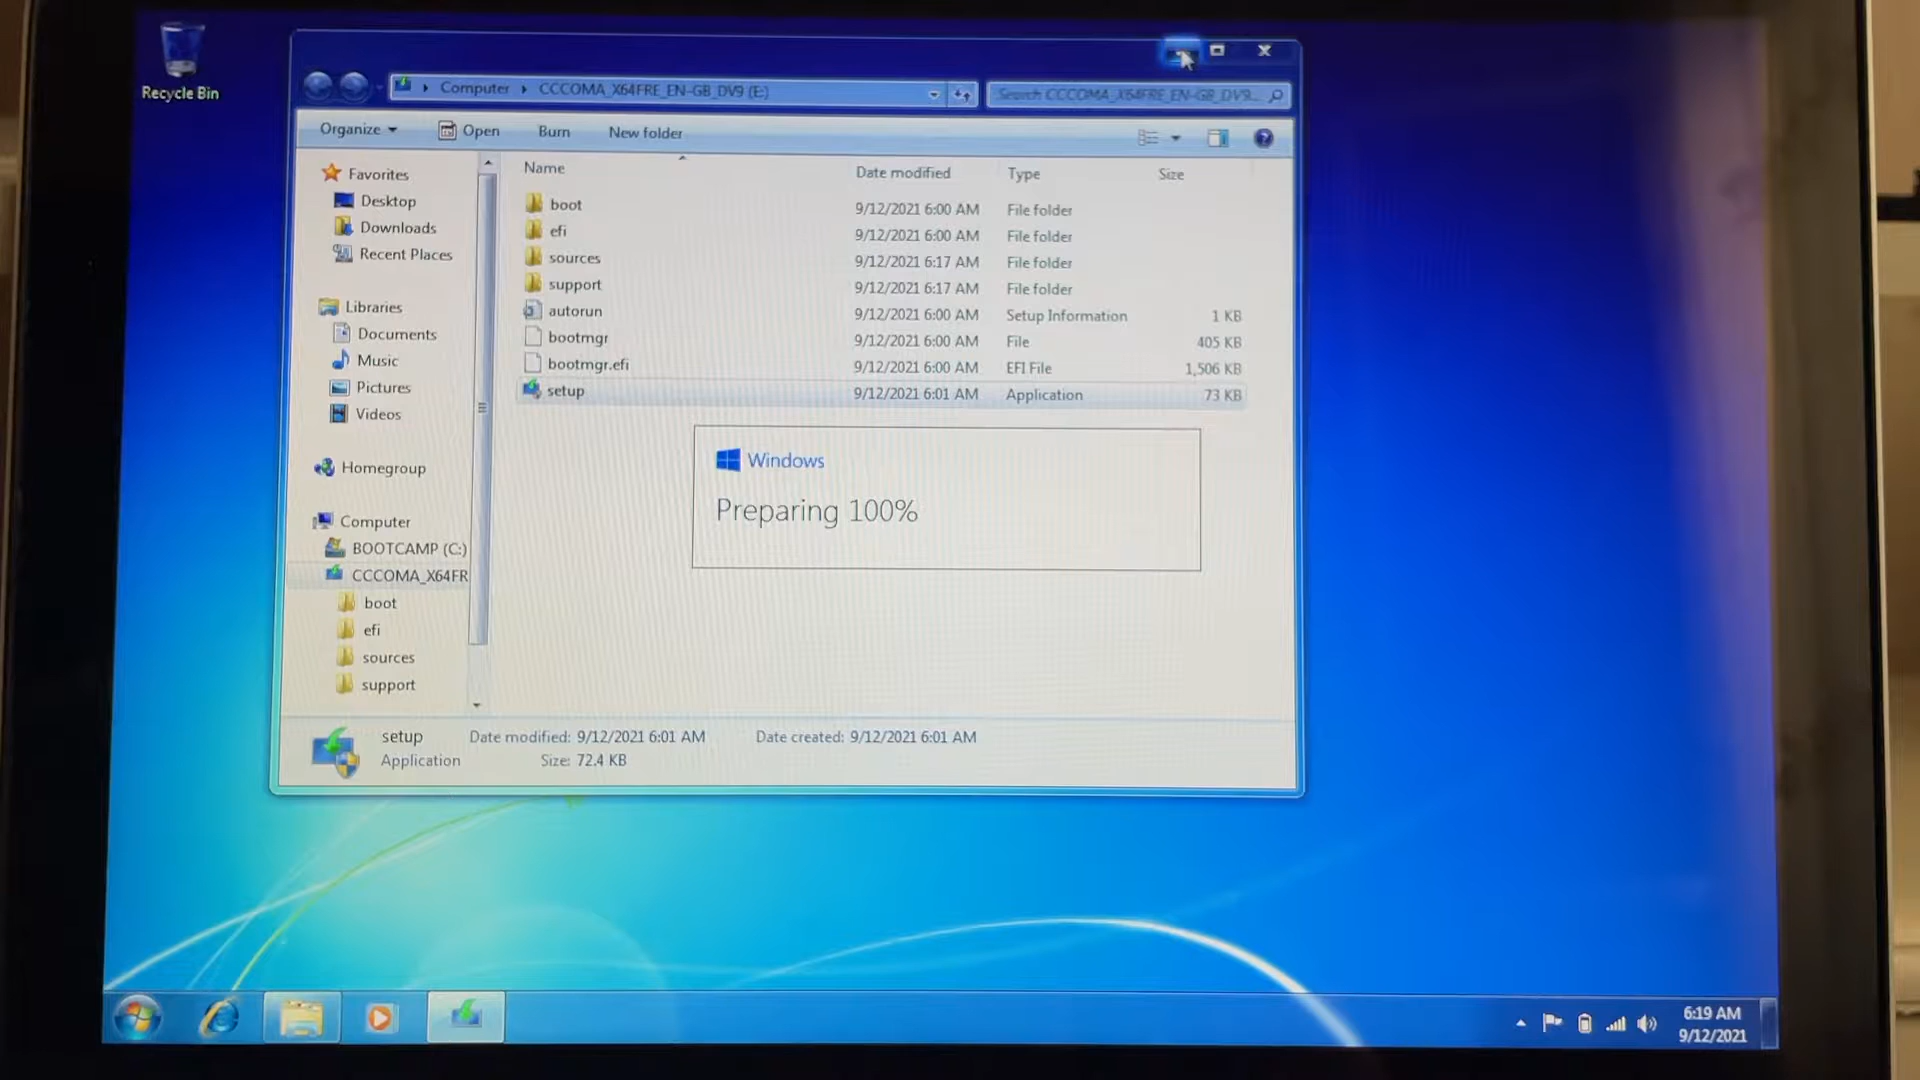 Recycle Bin
Computer
CCCOMA_X64FRE_EN-GB_DV9 (E:)
Search CCCOMA_X64FRE_EN-GB_DV9...
Organize
Open
Burn
New folder
Name
Date modified
Type
Size
boot
9/12/2021 6:00 AM
File folder
efi
9/12/2021 6:00 AM
File folder
sources
9/12/2021 6:17 AM
File folder
support
9/12/2021 6:17 AM
File folder
autorun
9/12/2021 6:00 AM
Setup Information
1 KB
bootmgr
9/12/2021 6:00 AM
File
405 KB
bootmgr.efi
9/12/2021 6:00 AM
EFI File
1,506 KB
setup
9/12/2021 6:01 AM
Application
73 KB
Favorites
Desktop
Downloads
Recent Places
Libraries
Documents
Music
Pictures
Videos
Homegroup
Computer
BOOTCAMP (C:)
CCCOMA_X64FR
boot
efi
sources
support
Windows
Preparing 100%
setup
Date modified: 9/12/2021 6:01 AM
Date created: 9/12/2021 6:01 AM
Application
Size: 72.4 KB
6:19 AM
9/12/2021